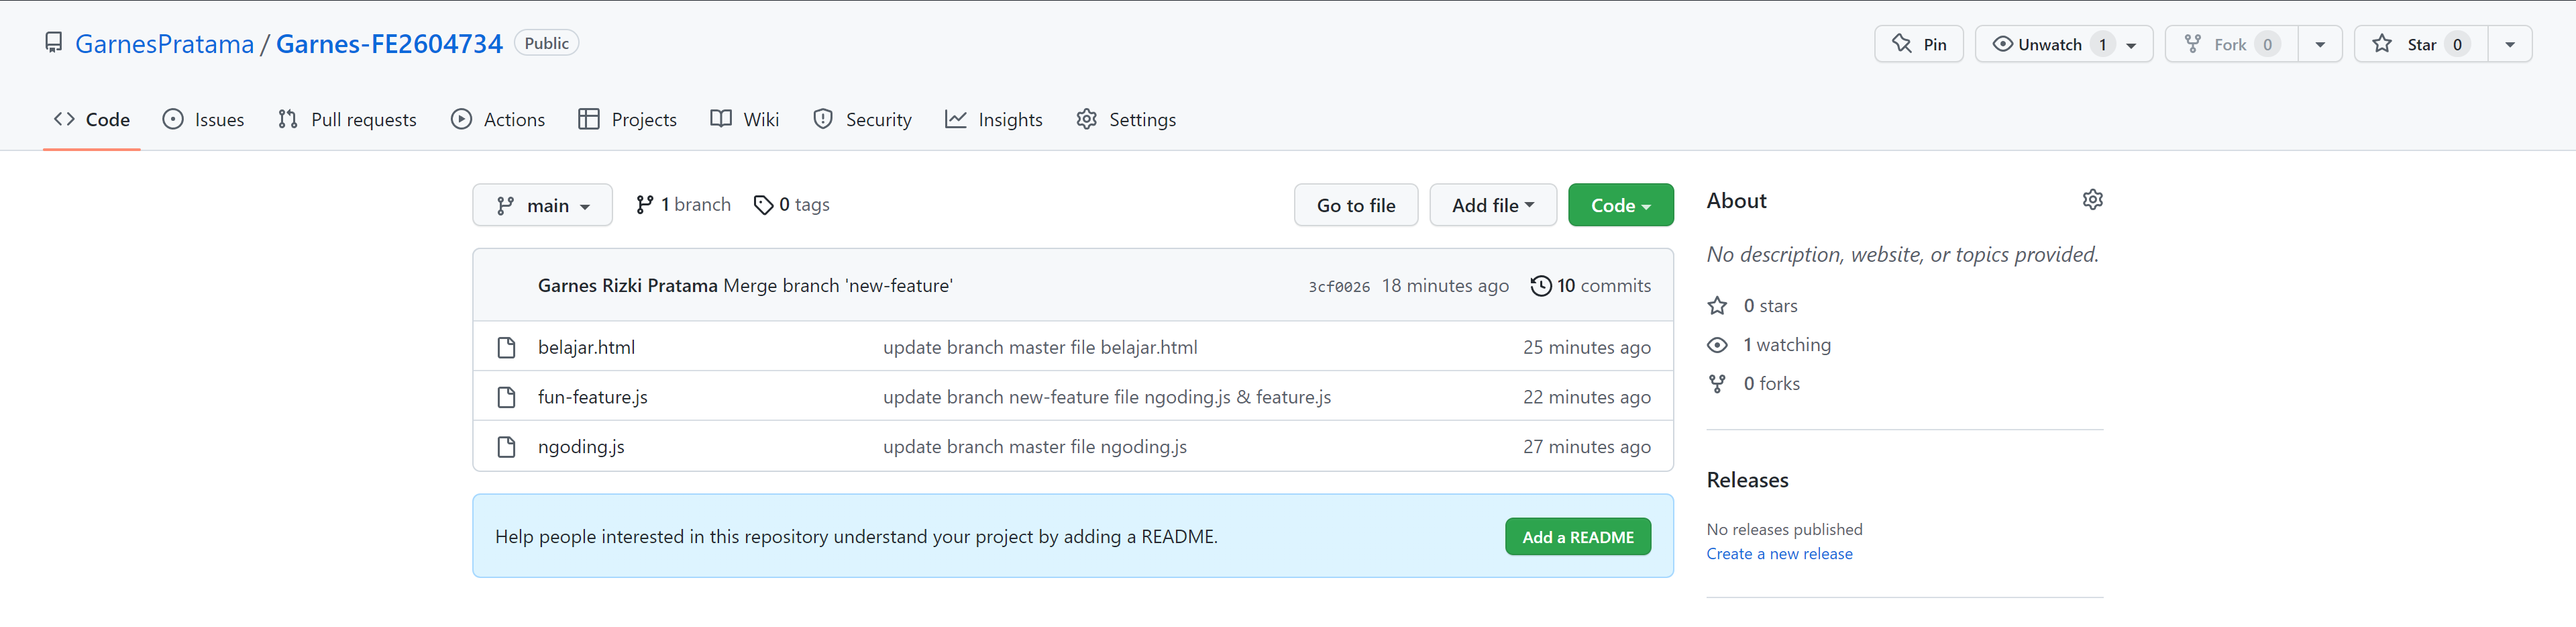 GarnesPratama / Garnes-FE2604734 Public
Pin Unwatch 1 Fork 0 Star 0
Code Issues Pull requests Actions Projects Wiki Security Insights Settings
main 1 branch 0 tags Go to file Add file Code
Garnes Rizki Pratama Merge branch 'new-feature' 3cf0026 18 minutes ago 10 commits
belajar.html update branch master file belajar.html 25 minutes ago
fun-feature.js update branch new-feature file ngoding.js & feature.js 22 minutes ago
ngoding.js update branch master file ngoding.js 27 minutes ago
Help people interested in this repository understand your project by adding a README. Add a README
About
No description, website, or topics provided.
0 stars
1 watching
0 forks
Releases
No releases published
Create a new release